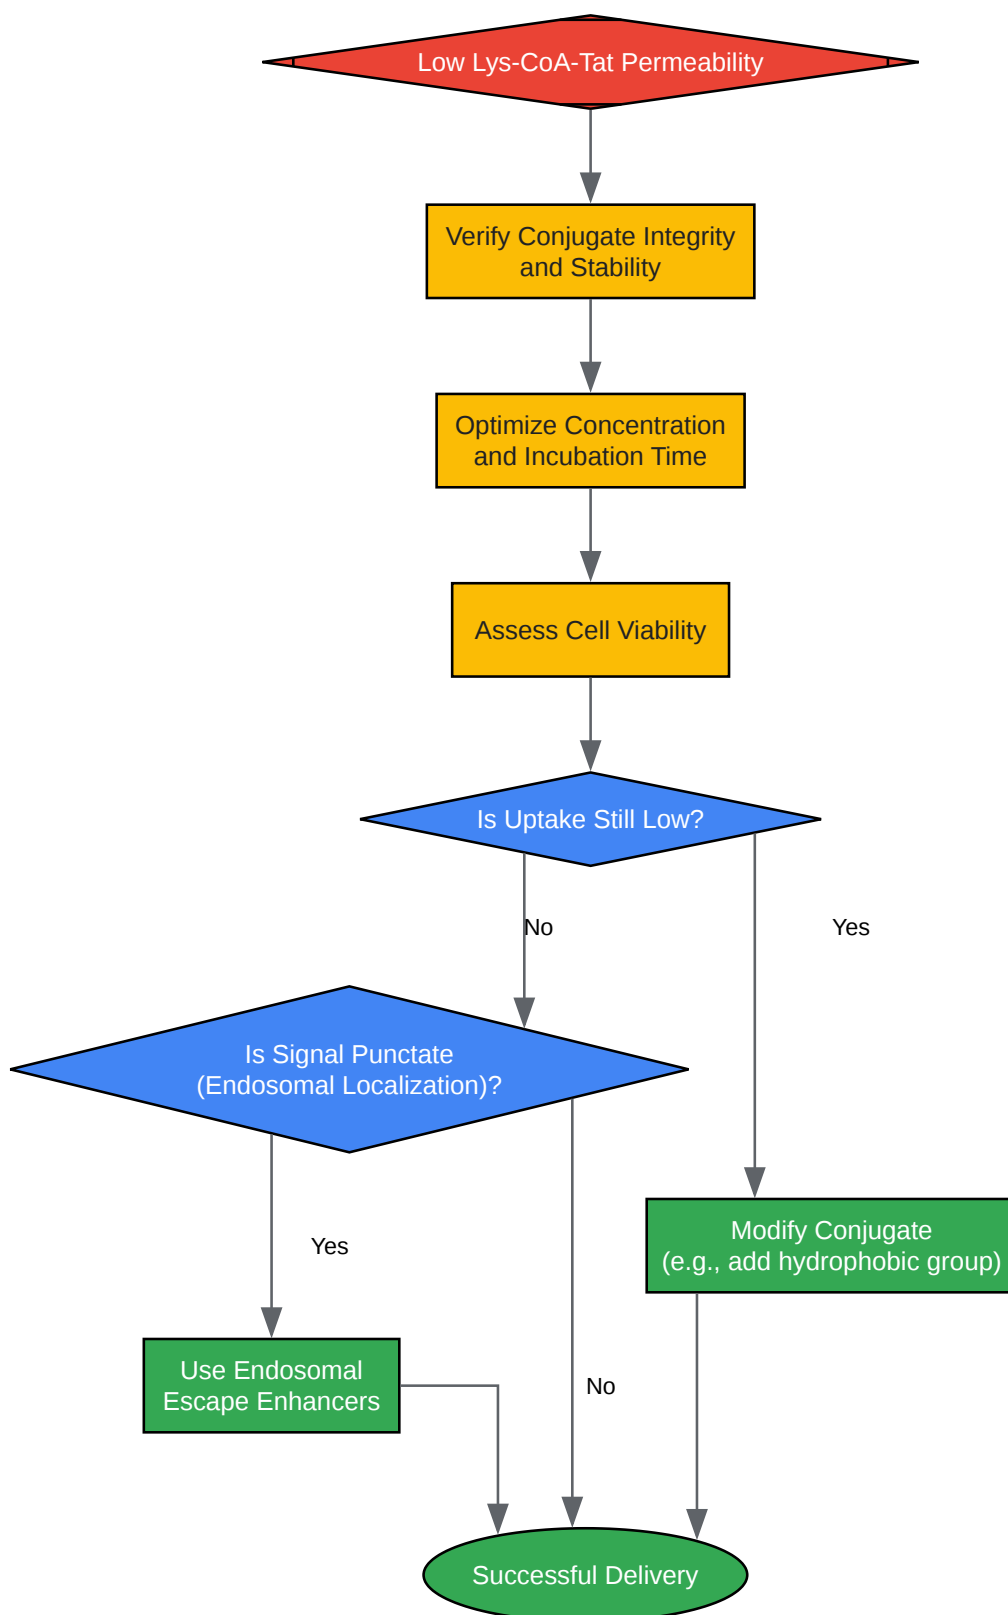 Low Lys-CoA-Tat Permeability
Verify Conjugate Integrity
and Stability
Optimize Concentration
and Incubation Time
Assess Cell Viability
Is Uptake Still Low?
No
Yes
Is Signal Punctate
(Endosomal Localization)?
Yes
Modify Conjugate
(e.g., add hydrophobic group)
Use Endosomal
Escape Enhancers
No
Successful Delivery